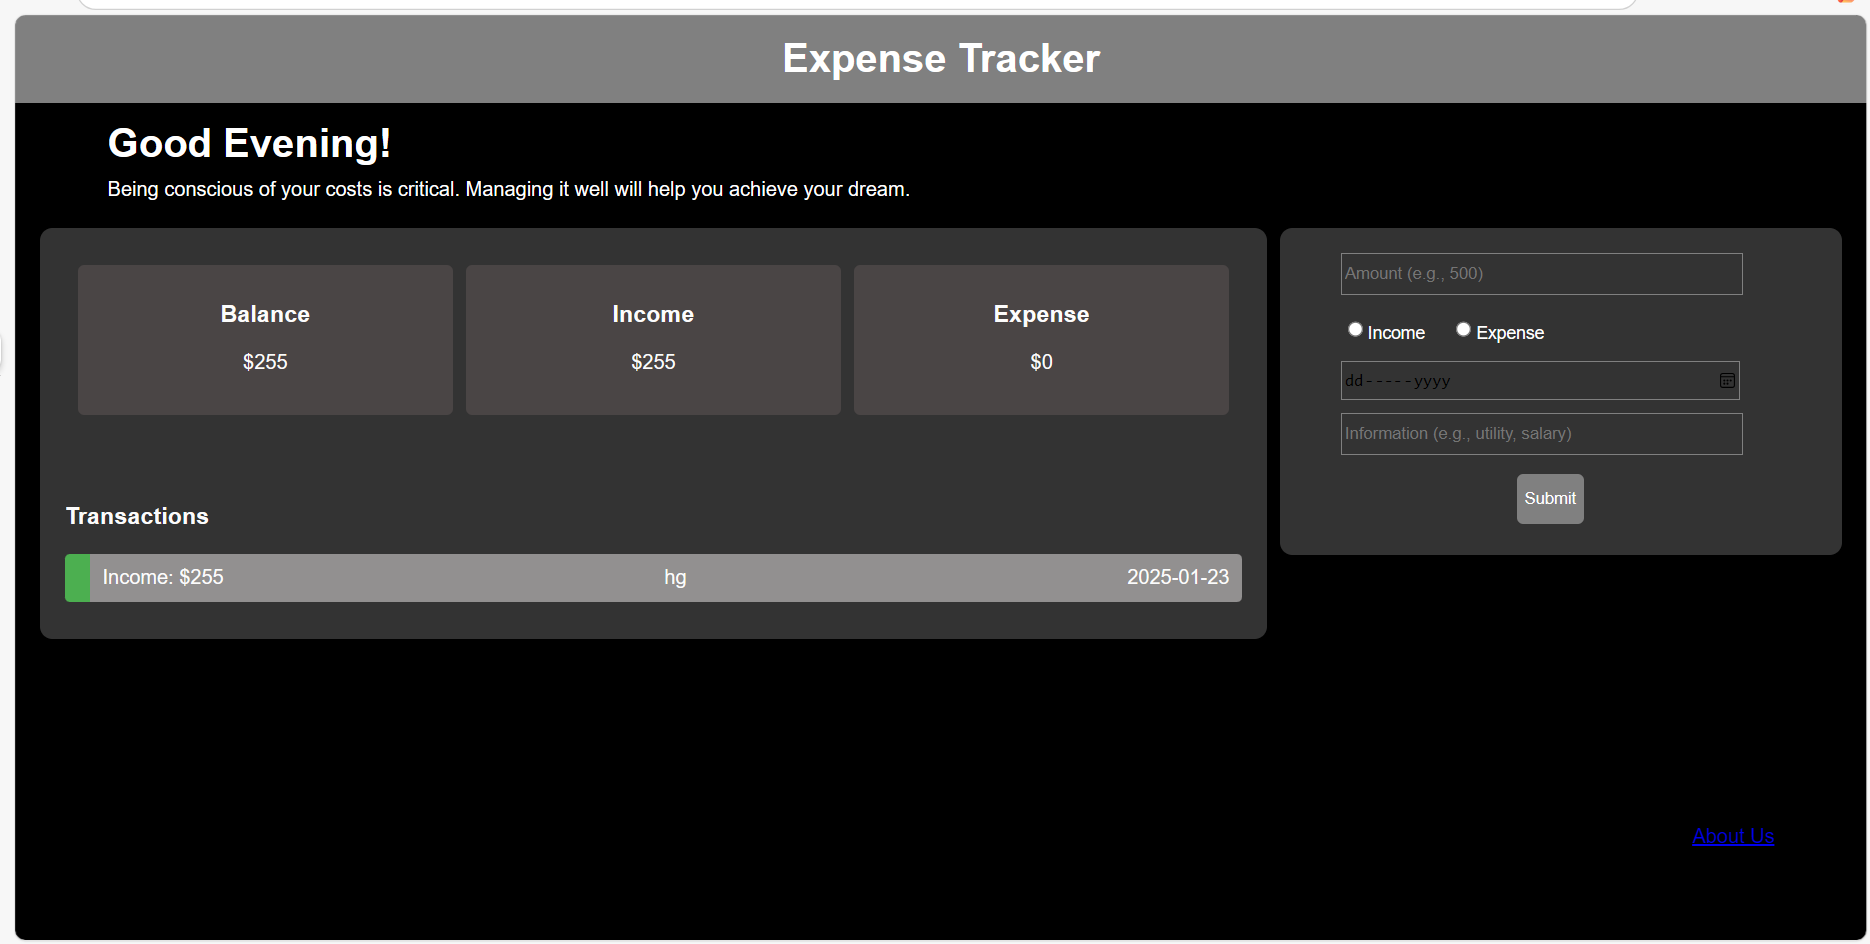 Expense Tracker
Good Evening!
Being conscious of your costs is critical. Managing it well will help you achieve your dream.
Balance
$255
Income
$255
Expense
$0
Transactions
Income: $255 hg 2025-01-23
Amount (e.g., 500)
Income Expense
dd-----yyyy
Information (e.g., utility, salary)
Submit
About Us